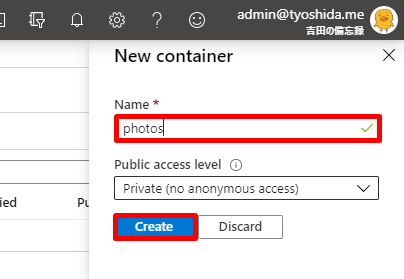 admin@tyoshida.me
吉田の備忘録
New container
Name *
photos
Public access level
Private (no anonymous access)
ied
Pu
Create
Discard